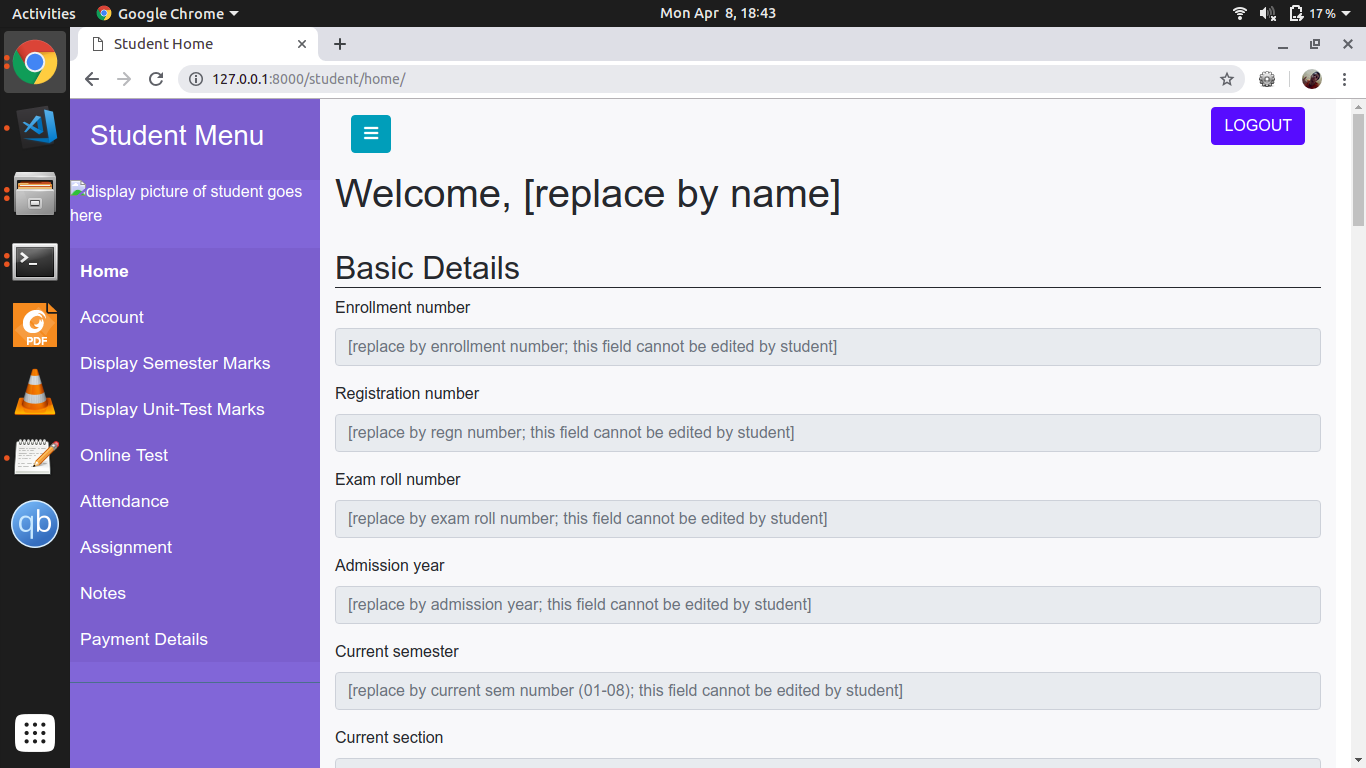 Activities
Google Chrome
Mon Apr 8, 18:43
17%
Student Home
127.0.0.1:8000/student/home/
Student Menu
LOGOUT
display picture of student goes
here
Welcome, [replace by name]
Home
Account
Display Semester Marks
Display Unit-Test Marks
Online Test
Attendance
Assignment
Notes
Payment Details
Basic Details
Enrollment number
[replace by enrollment number; this field cannot be edited by student]
Registration number
[replace by regn number; this field cannot be edited by student]
Exam roll number
[replace by exam roll number; this field cannot be edited by student]
Admission year
[replace by admission year; this field cannot be edited by student]
Current semester
[replace by current sem number (01-08); this field cannot be edited by student]
Current section
PDF
qb